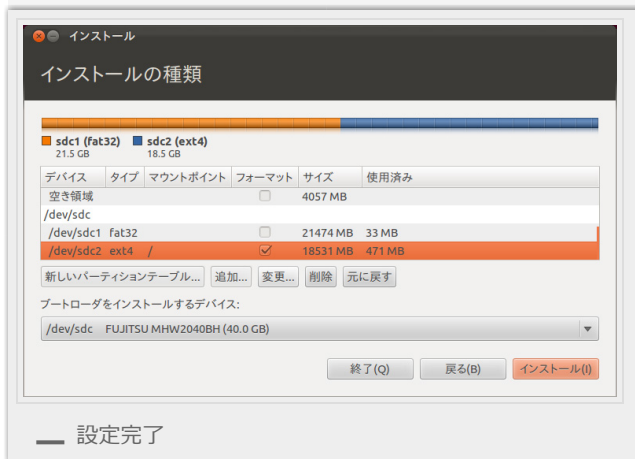 インストール
インストールの種類
sdc1 (fat32) sdc2 (ext4)
21.5 GB 18.5 GB
デバイス タイプ マウントポイント フォーマット サイズ 使用済み
空き領域 4057 MB
/dev/sdc
/dev/sdc1 fat32 21474 MB 33 MB
/dev/sdc2 ext4 / 18531 MB 471 MB
新しいパーティションテーブル... 追加... 変更... 削除 元に戻す
ブートローダをインストールするデバイス:
/dev/sdc FUJITSU MHW2040BH (40.0 GB)
終了(Q) 戻る(B) インストール(I)
設定完了